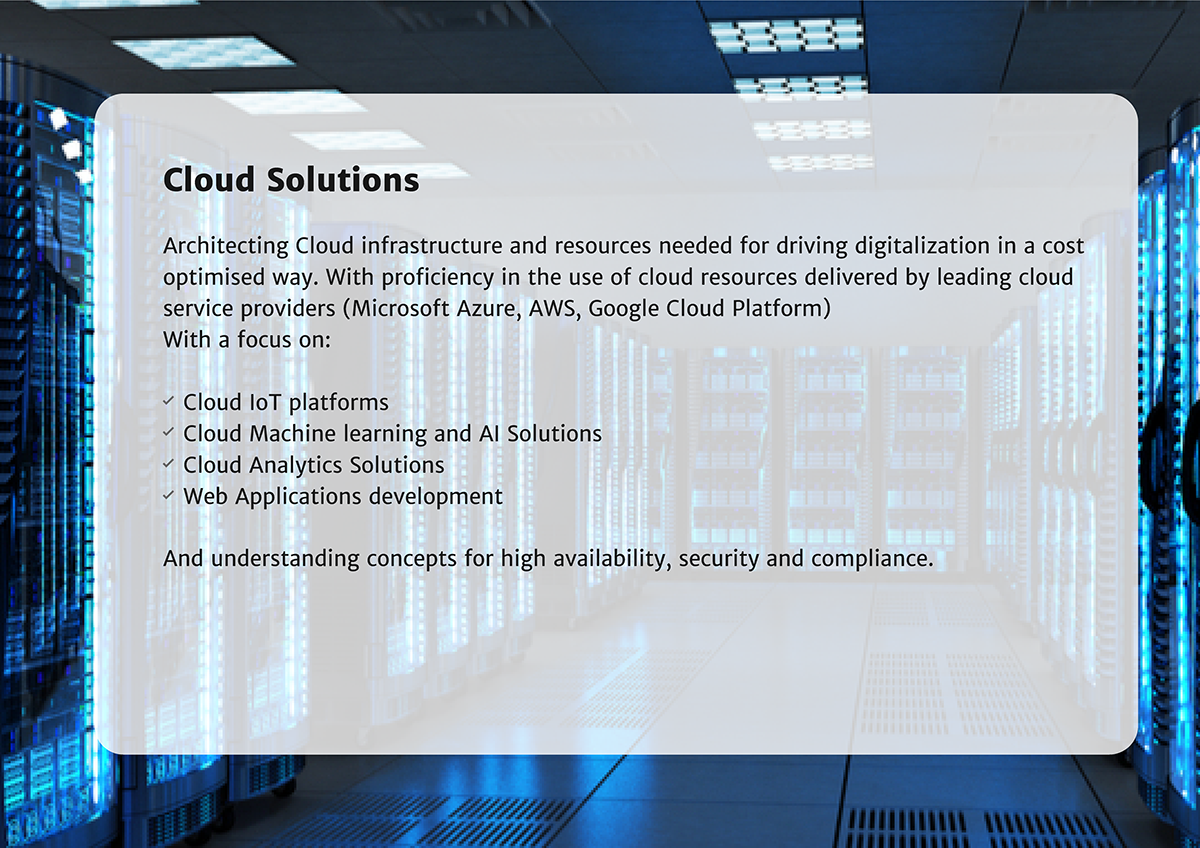 Cloud Solutions
Architecting Cloud infrastructure and resources needed for driving digitalization in a cost
optimised way. With proficiency in the use of cloud resources delivered by leading cloud
service providers (Microsoft Azure, AWS, Google Cloud Platform)
With a focus on:
✓ Cloud IoT platforms
✓ Cloud Machine learning and AI Solutions
✓ Cloud Analytics Solutions
✓ Web Applications development
And understanding concepts for high availability, security and compliance.